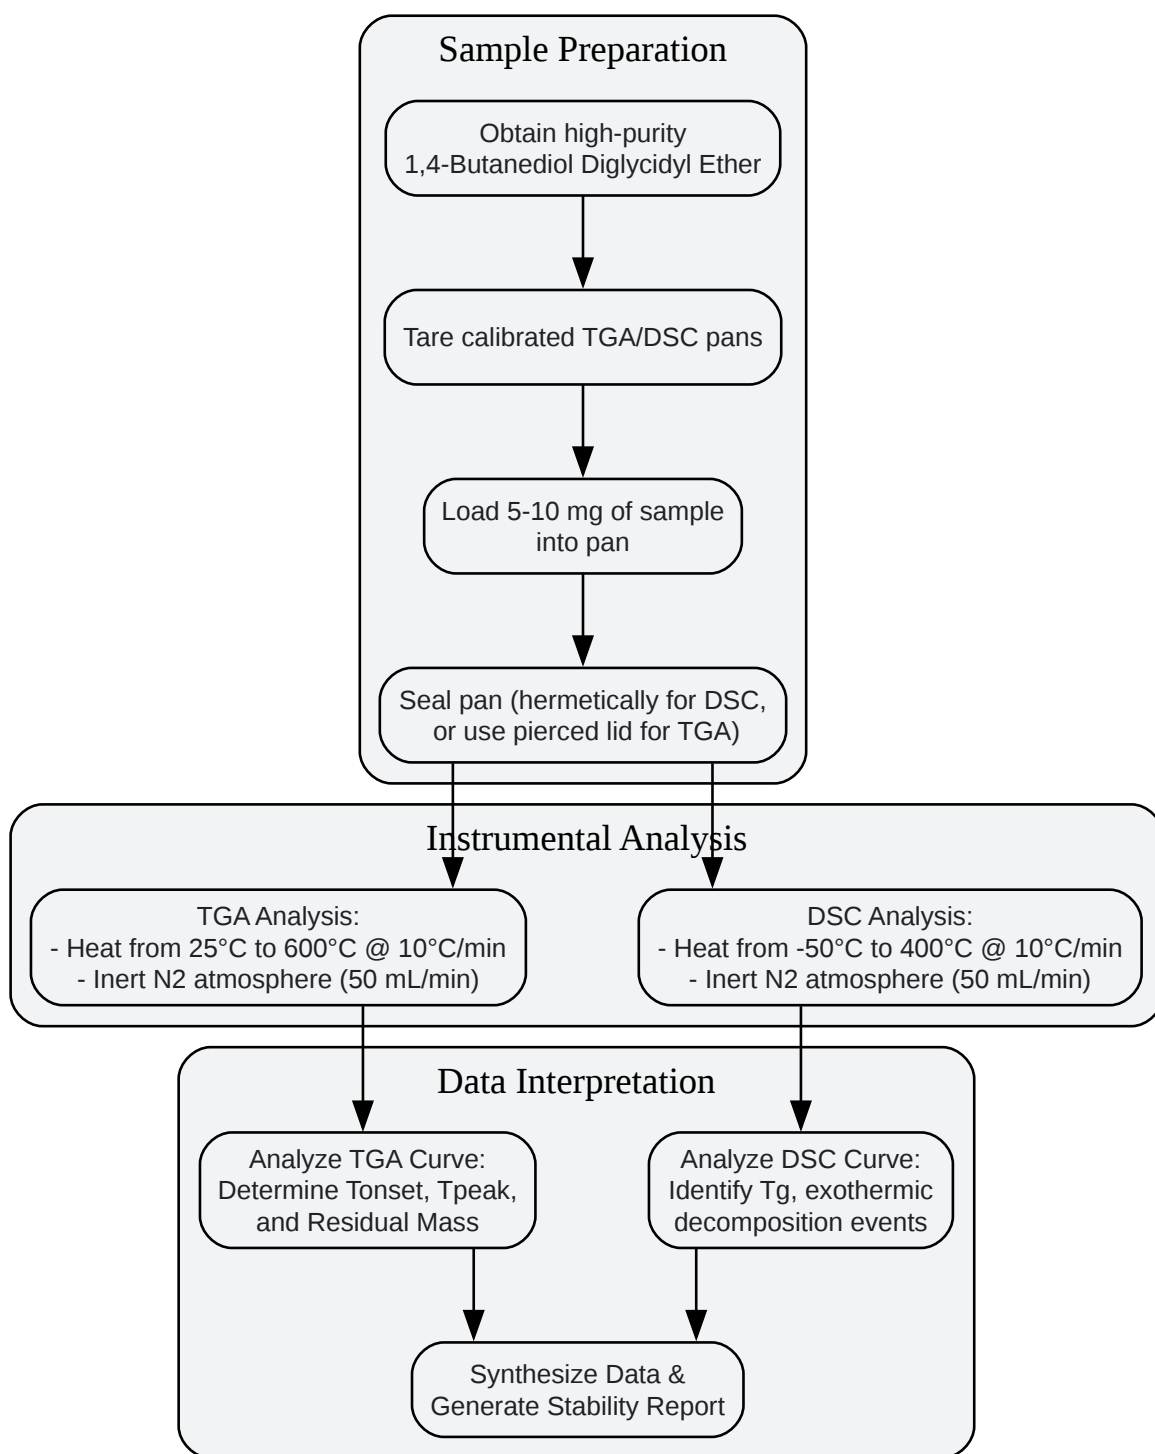 Sample Preparation
Obtain high-purity
1,4-Butanediol Diglycidyl Ether
Tare calibrated TGA/DSC pans
Load 5-10 mg of sample
into pan
Seal pan (hermetically for DSC,
or use pierced lid for TGA)
Instrumental Analysis
TGA Analysis:
- Heat from 25°C to 600°C @ 10°C/min
- Inert N2 atmosphere (50 mL/min)
DSC Analysis:
- Heat from -50°C to 400°C @ 10°C/min
- Inert N2 atmosphere (50 mL/min)
Data Interpretation
Analyze TGA Curve:
Determine Tonset, Tpeak,
and Residual Mass
Analyze DSC Curve:
Identify Tg, exothermic
decomposition events
Synthesize Data &
Generate Stability Report